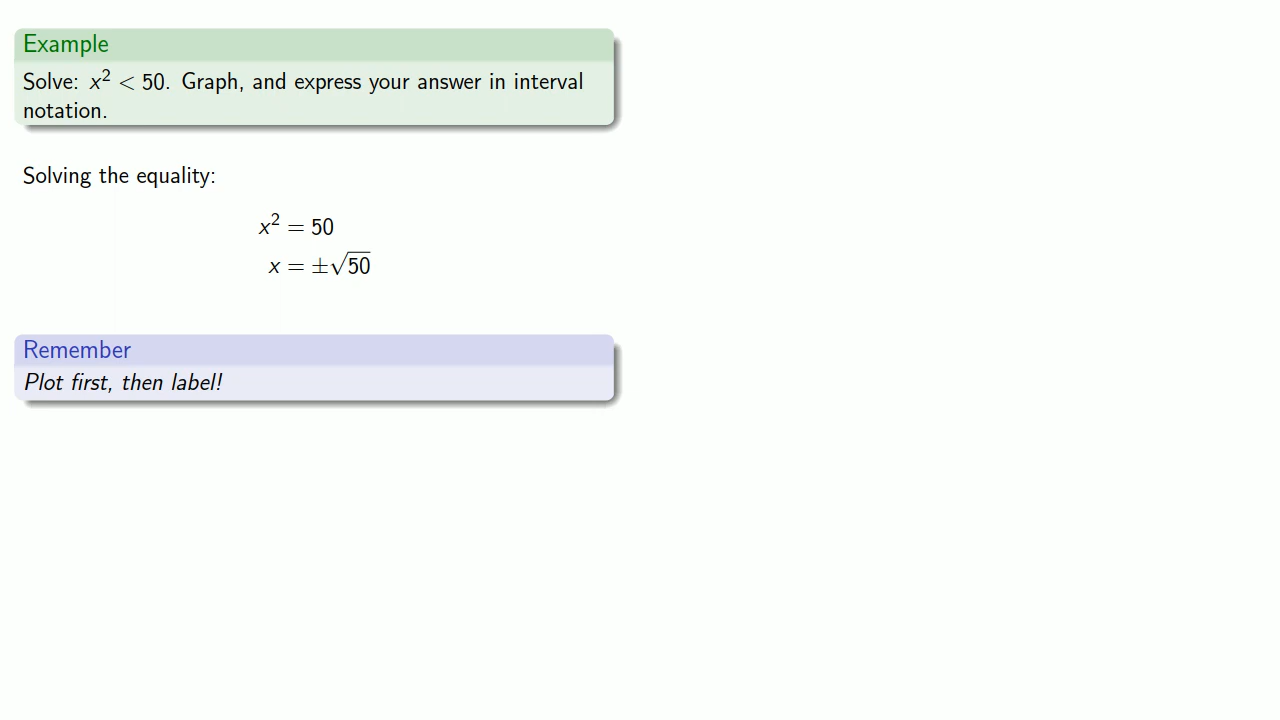 Example
Solve: x² < 50. Graph, and express your answer in interval
notation.
Solving the equality:
x² = 50
x = ±√50
Remember
Plot first, then label!